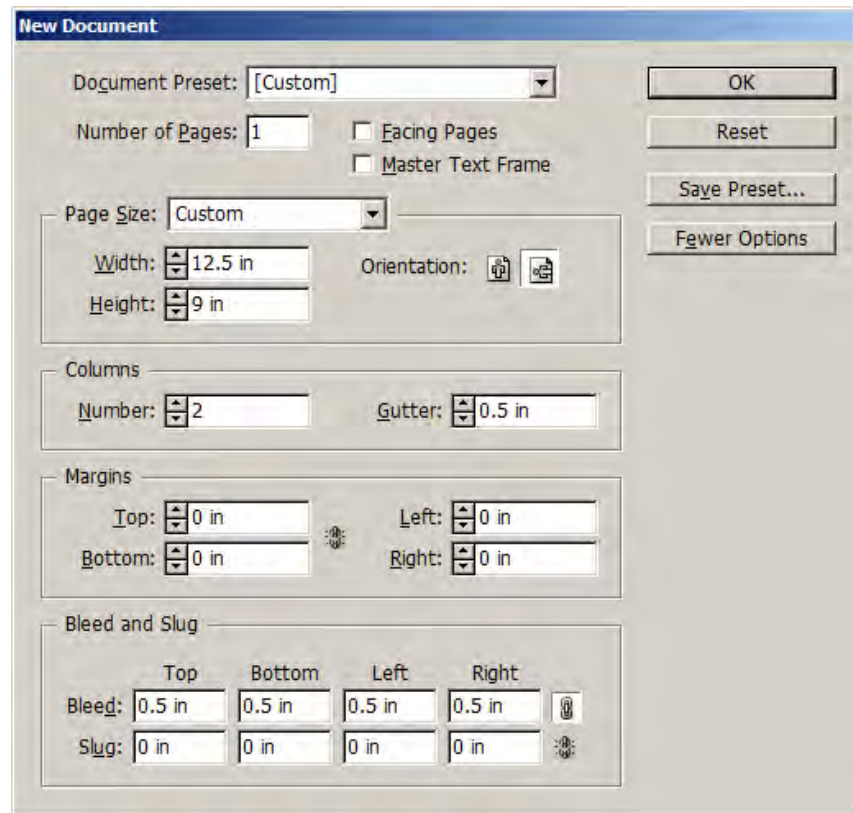 New Document
Document Preset: [Custom]
OK
Number of Pages: 1
Facing Pages
Reset
Master Text Frame
Save Preset...
Page Size: Custom
Fewer Options
Width: 12.5 in
Orientation:
Height: 9 in
Columns
Number: 2
Gutter: 0.5 in
Margins
Top: 0 in
Left: 0 in
Bottom: 0 in
Right: 0 in
Bleed and Slug
Top Bottom Left Right
Bleed: 0.5 in 0.5 in 0.5 in 0.5 in
Slug: 0 in 0 in 0 in 0 in